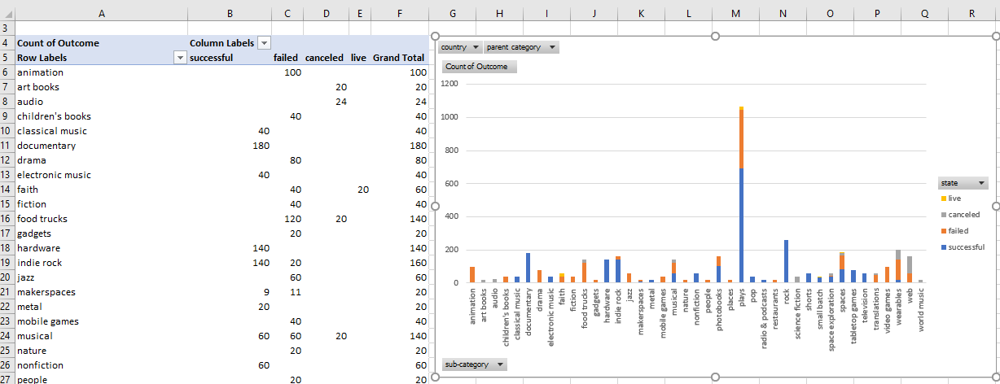 A B C D E F G H I J K L M N O P Q R
3
4 Count of Outcome Column Labels
5 Row Labels successful failed canceled live Grand Total
6 animation 100 100
7 art books 20 20
8 audio 24 24
9 children's books 40 40
10 classical music 40 40
11 documentary 180 180
12 drama 80 80
13 electronic music 40 40
14 faith 40 20 60
15 fiction 40 40
16 food trucks 120 20 140
17 gadgets 20 20
18 hardware 140 140
19 indie rock 140 20 160
20 jazz 60 60
21 makerspaces 9 11 20
22 metal 20 20
23 mobile games 40 40
24 musical 60 60 20 140
25 nature 20 20
26 nonfiction 60 60
27 people 20 20
country parent category
Count of Outcome
1200
1000
800
600
400
200
0
animation
art books
audio
children's books
classical music
documentary
drama
electronic music
faith
fiction
food trucks
gadgets
hardware
indie rock
jazz
makerspaces
metal
mobile games
musical
nature
nonfiction
people
photobooks
places
plays
pop
radio & podcasts
restaurants
rock
science fiction
shorts
small batch
space exploration
spaces
tabletop games
television
translations
video games
wearables
web
world music
state
live
canceled
failed
successful
sub-category